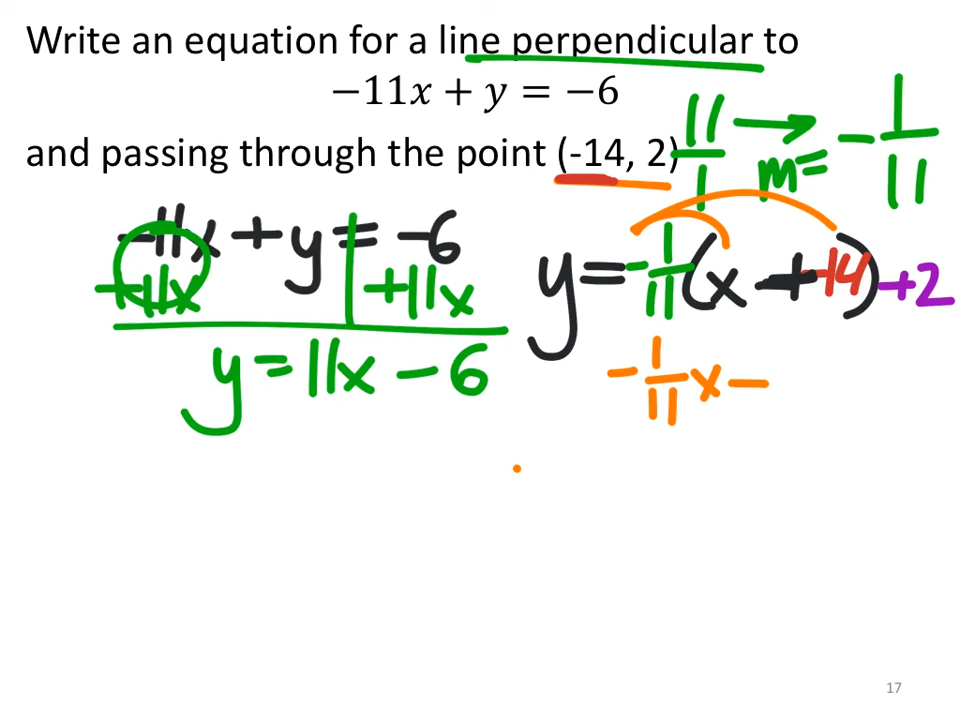 Write an equation for a line perpendicular to
−11x + y = −6
and passing through the point (-14, 2)
11/1 → m= -1/11
-11x + y = -6
+11x +11x
y = 11x - 6
y = -1/11 (x + 14) + 2
-1/11 x -
17